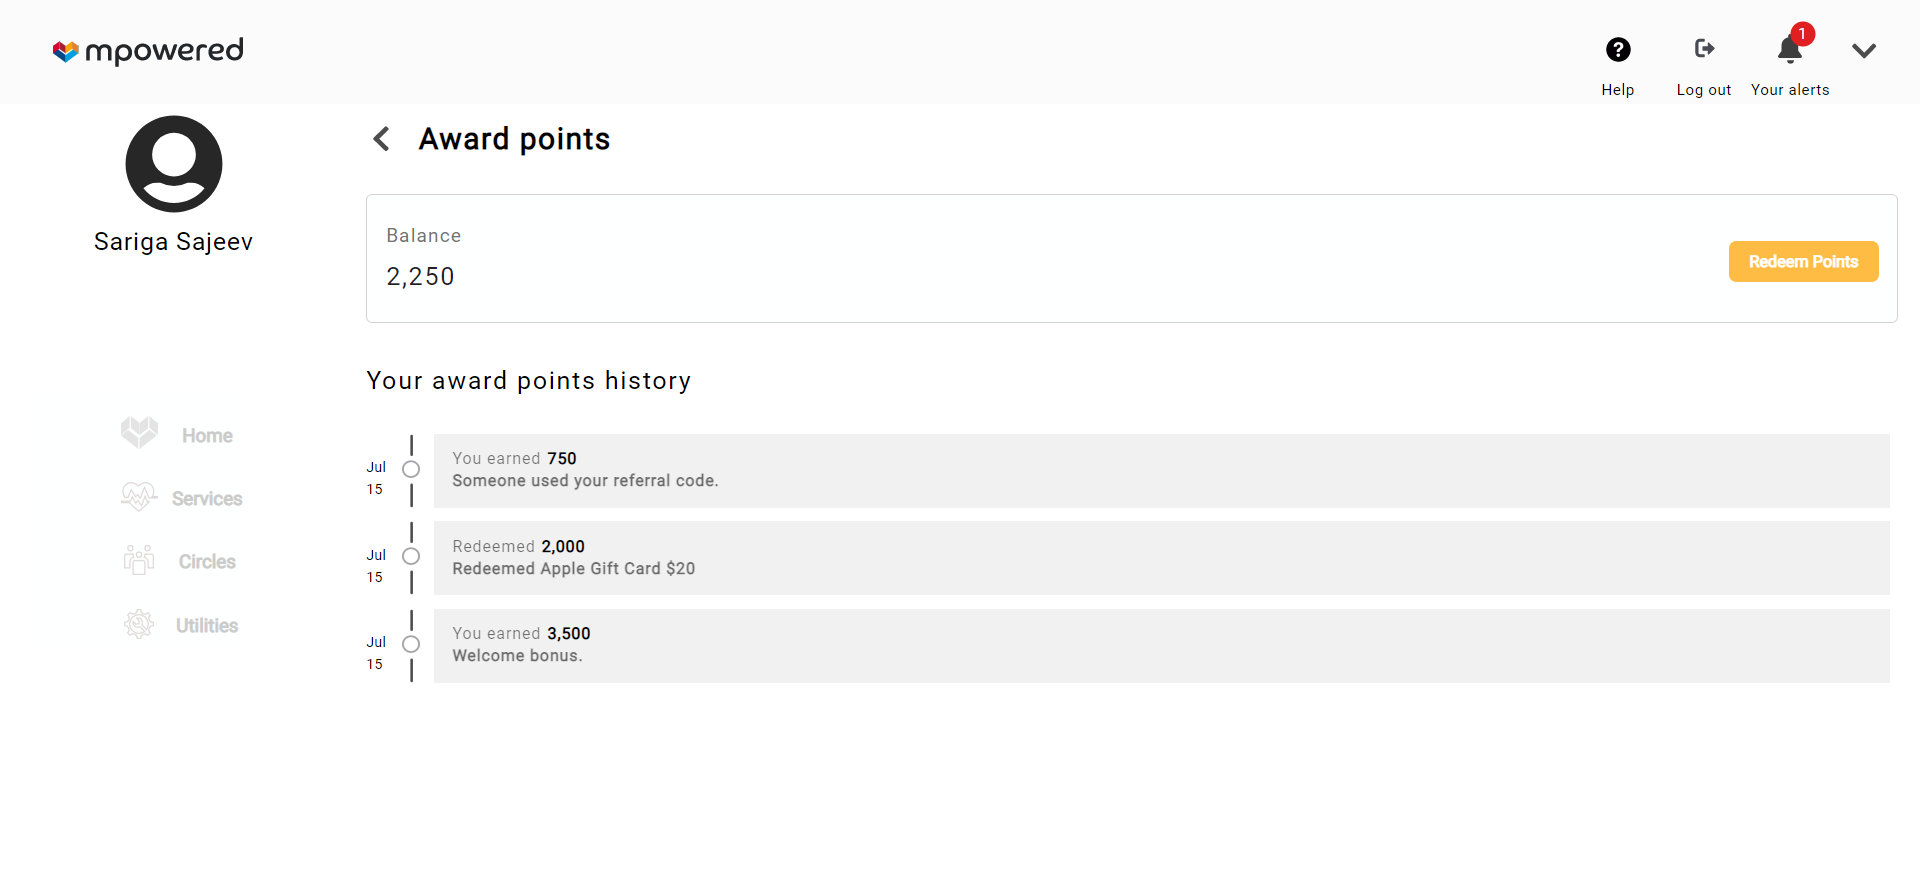 mpowered
?
1
Help
Log out
Your alerts
Sariga Sajeev
Award points
Balance
2,250
Redeem Points
Your award points history
Home
Services
Circles
Utilities
Jul
15
You earned 750
Someone used your referral code.
Jul
15
Redeemed 2,000
Redeemed Apple Gift Card $20
Jul
15
You earned 3,500
Welcome bonus.